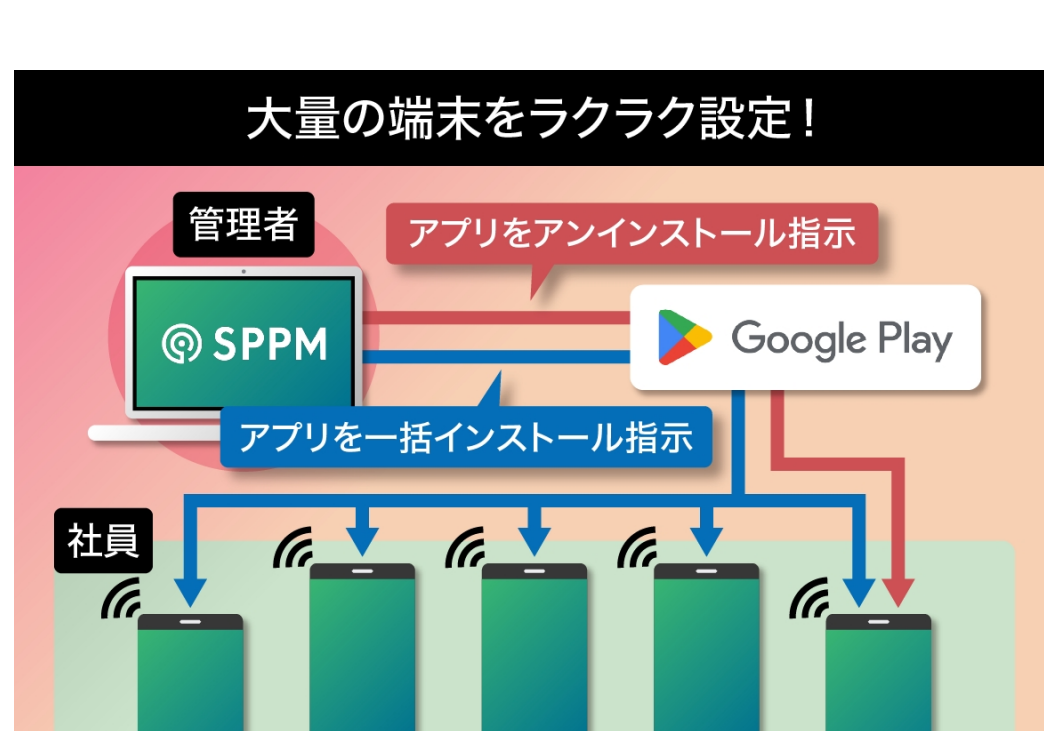 大量の端末をラクラク設定!
管理者
アプリをアンインストール指示
SPPM
Google Play
アプリを一括インストール指示
社員